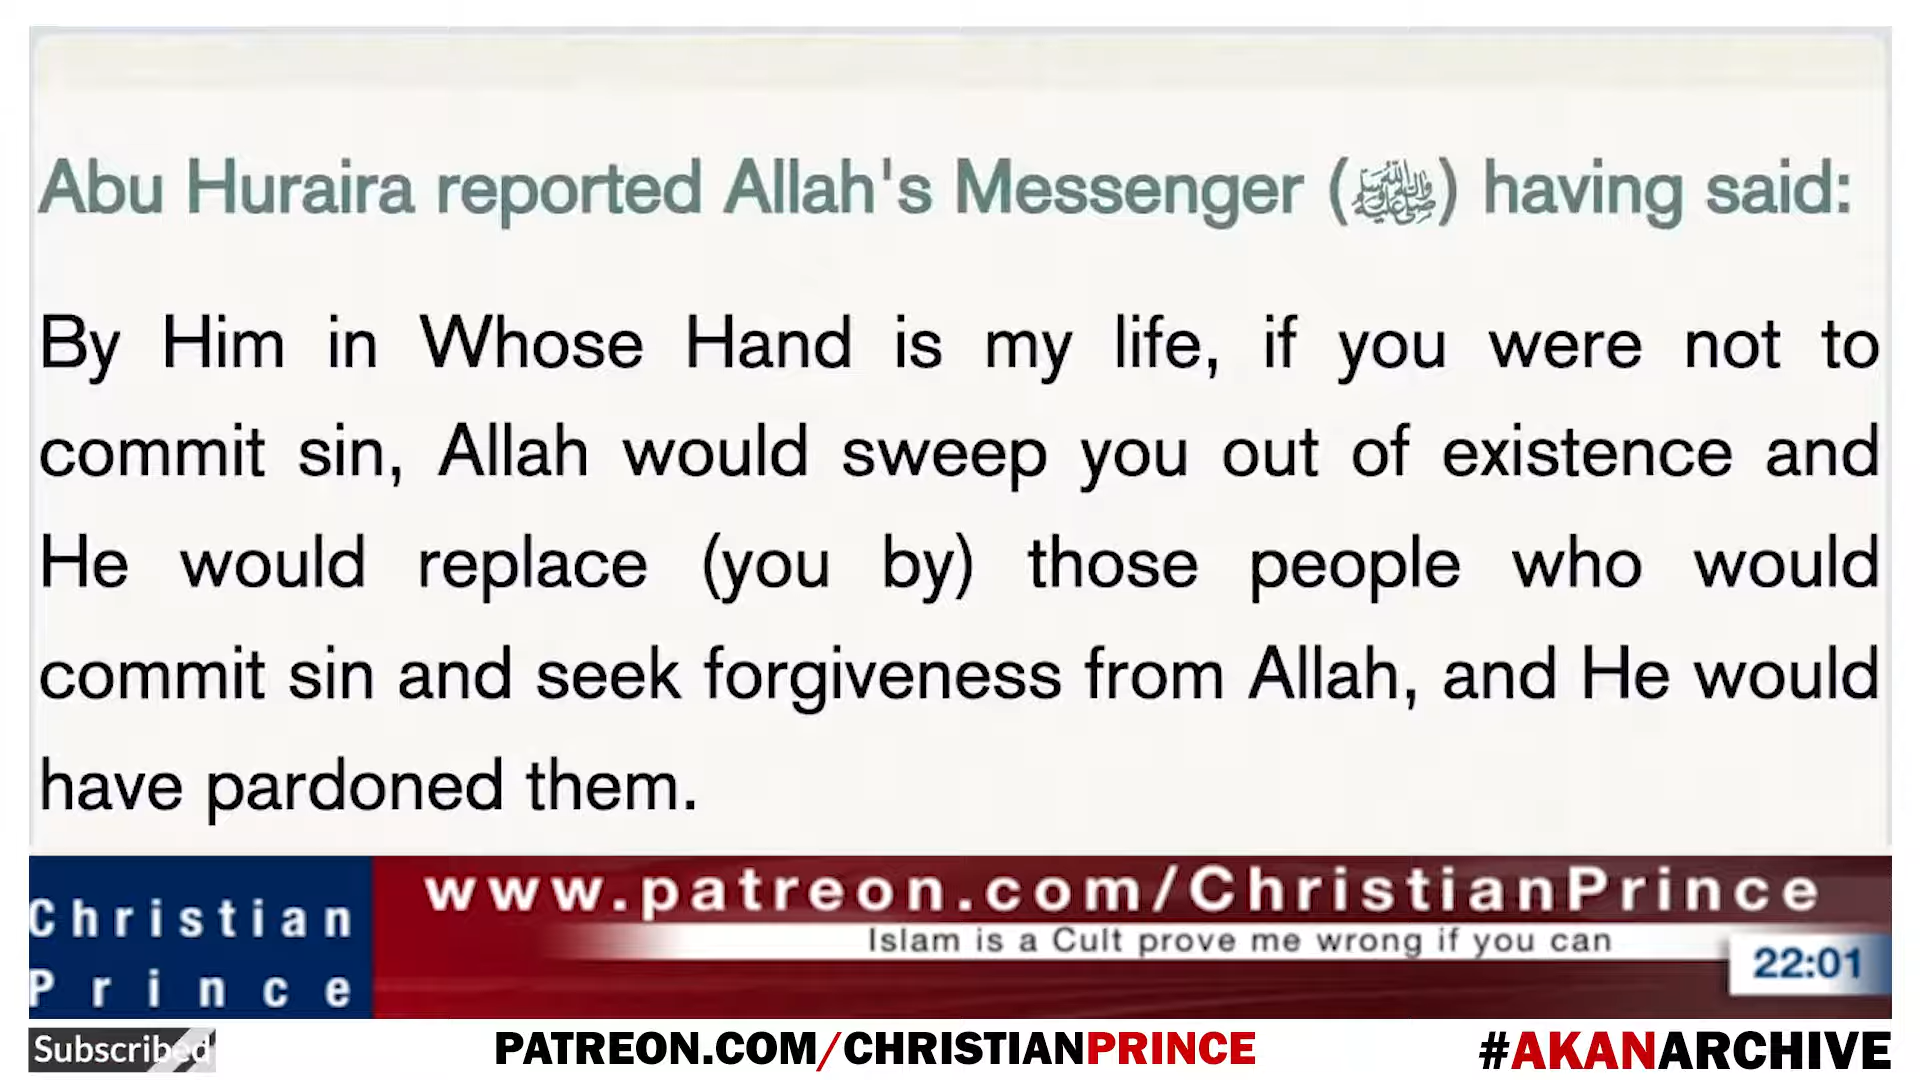 Abu Huraira reported Allah's Messenger (ﷺ) having said:
By Him in Whose Hand is my life, if you were not to
commit sin, Allah would sweep you out of existence and
He would replace (you by) those people who would
commit sin and seek forgiveness from Allah, and He would
have pardoned them.
Christian
Prince
www.patreon.com/ChristianPrince
Islam is a Cult prove me wrong if you can
22:01
Subscribed
PATREON.COM/CHRISTIANPRINCE
#AKANARCHIVE